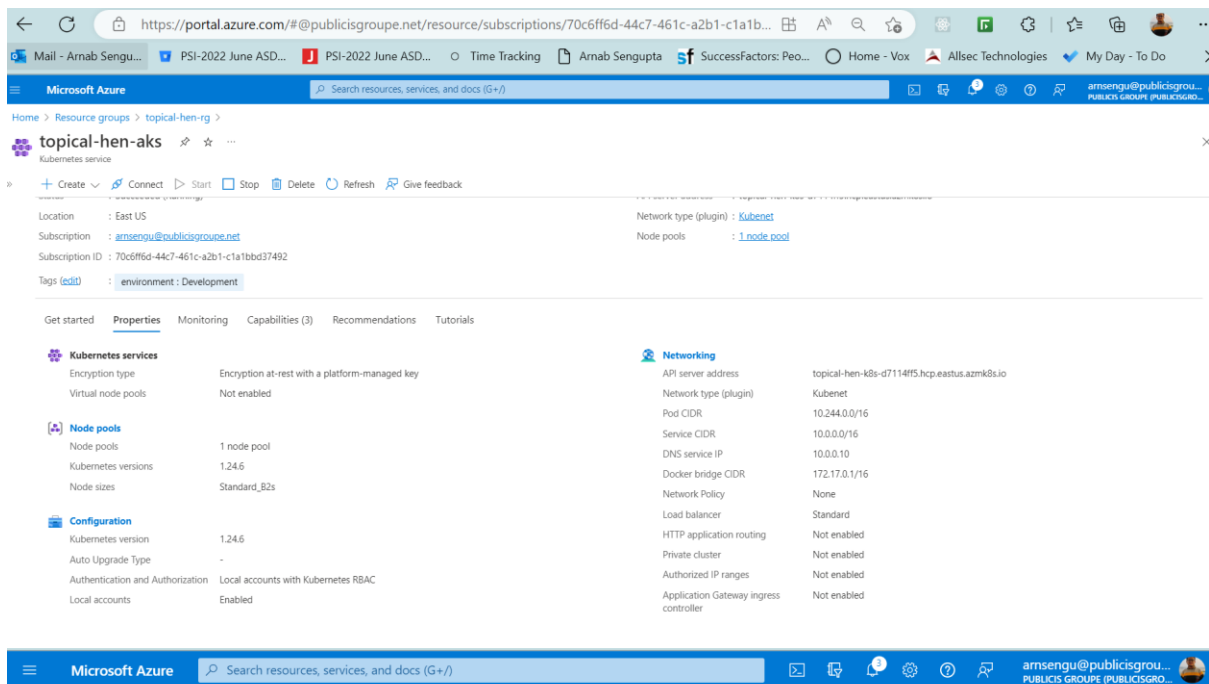 https://portal.azure.com/#@publicisgroupe.net/resource/subscriptions/70c6ff6d-44c7-461c-a2b1-c1a1b...
Mail - Arnab Sengu... PSI-2022 June ASD... PSI-2022 June ASD... Time Tracking Arnab Sengupta SuccessFactors: Peo... Home - Vox Allsec Technologies My Day - To Do
Microsoft Azure Search resources, services, and docs (G+/) 3 arnsengu@publicisgrou...
PUBLICIS GROUPE (PUBLICISGRO...
Home > Resource groups > topical-hen-rg >
topical-hen-aks ...
Kubernetes service
Create Connect Start Stop Delete Refresh Give feedback
Location : East US
Network type (plugin) : Kubenet
Subscription : arnsengu@publicisgroupe.net
Node pools : 1 node pool
Subscription ID : 70c6ff6d-44c7-461c-a2b1-c1a1bbd37492
Tags (edit) : environment : Development
Get started Properties Monitoring Capabilities (3) Recommendations Tutorials
Kubernetes services
Encryption type Encryption at-rest with a platform-managed key
Virtual node pools Not enabled
Node pools
Node pools 1 node pool
Kubernetes versions 1.24.6
Node sizes Standard_B2s
Configuration
Kubernetes version 1.24.6
Auto Upgrade Type -
Authentication and Authorization Local accounts with Kubernetes RBAC
Local accounts Enabled
Networking
API server address topical-hen-k8s-d7114ff5.hcp.eastus.azmk8s.io
Network type (plugin) Kubenet
Pod CIDR 10.244.0.0/16
Service CIDR 10.0.0.0/16
DNS service IP 10.0.0.10
Docker bridge CIDR 172.17.0.1/16
Network Policy None
Load balancer Standard
HTTP application routing Not enabled
Private cluster Not enabled
Authorized IP ranges Not enabled
Application Gateway ingress Not enabled
controller
Microsoft Azure Search resources, services, and docs (G+/) 3 arnsengu@publicisgrou...
PUBLICIS GROUPE (PUBLICISGRO...